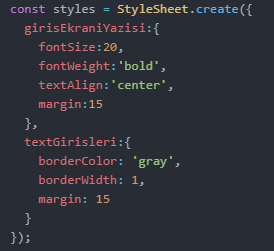 const styles = StyleSheet.create({
  girisEkraniYazisi:{
    fontSize:20,
    fontWeight:'bold',
    textAlign:'center',
    margin:15
  },
  textGirisleri:{
    borderColor: 'gray',
    borderWidth: 1,
    margin: 15
  }
});